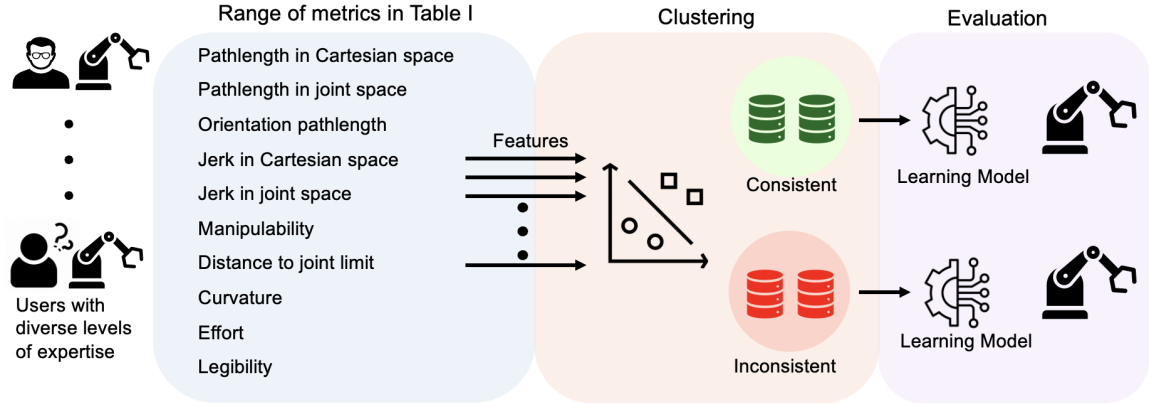 Range of metrics in Table I
Clustering
Evaluation
Pathlength in Cartesian space
Pathlength in joint space
Orientation pathlength
Jerk in Cartesian space
Jerk in joint space
Manipulability
Distance to joint limit
Curvature
Effort
Legibility
Users with
diverse levels
of expertise
Features
Consistent
Inconsistent
Learning Model
Learning Model